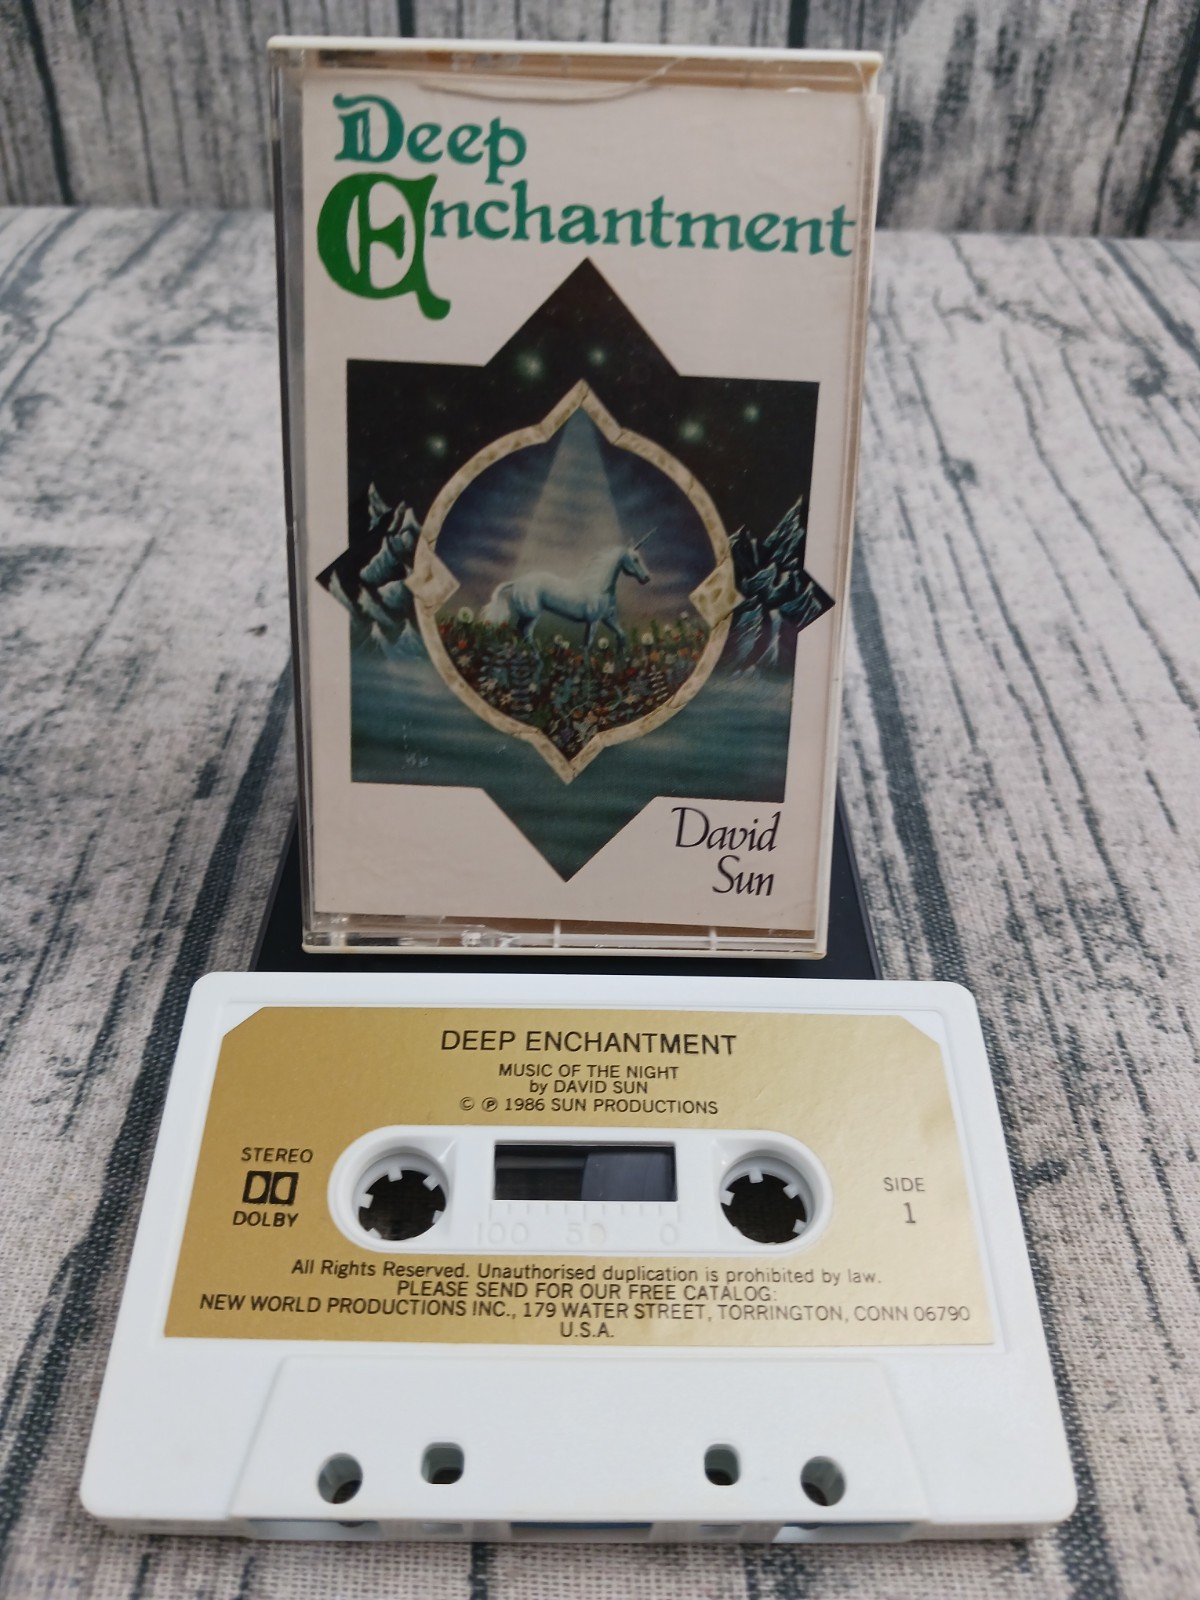 Deep
Enchantment
David
Sun
DEEP ENCHANTMENT
MUSIC OF THE NIGHT
by DAVID SUN
© ℗ 1986 SUN PRODUCTIONS
STEREO
DOLBY
SIDE
1
100 50 0
All Rights Reserved. Unauthorised duplication is prohibited by law.
PLEASE SEND FOR OUR FREE CATALOG:
NEW WORLD PRODUCTIONS INC., 179 WATER STREET, TORRINGTON, CONN 06790
U.S.A.